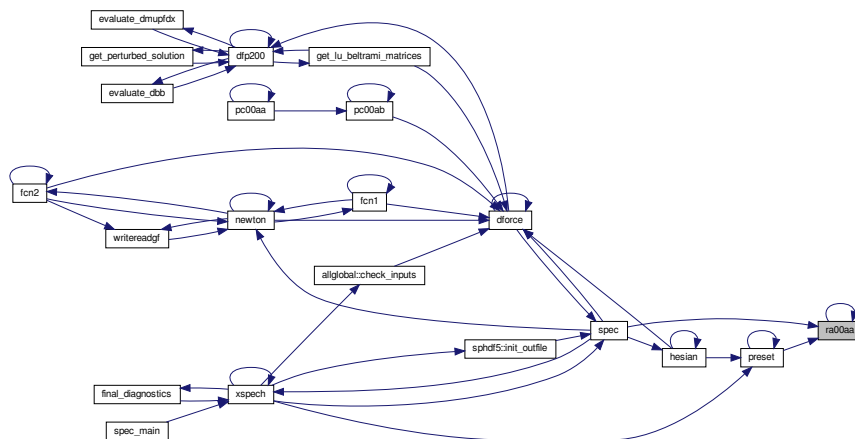 evaluate_dmupfdx
get_perturbed_solution
dfp200
get_lu_beltrami_matrices
evaluate_dbb
pc00aa
pc00ab
fcn2
fcn1
newton
dforce
writereadgf
allglobal::check_inputs
spec
ra00aa
sphdf5::init_outfile
hesian
preset
final_diagnostics
xspech
spec_main